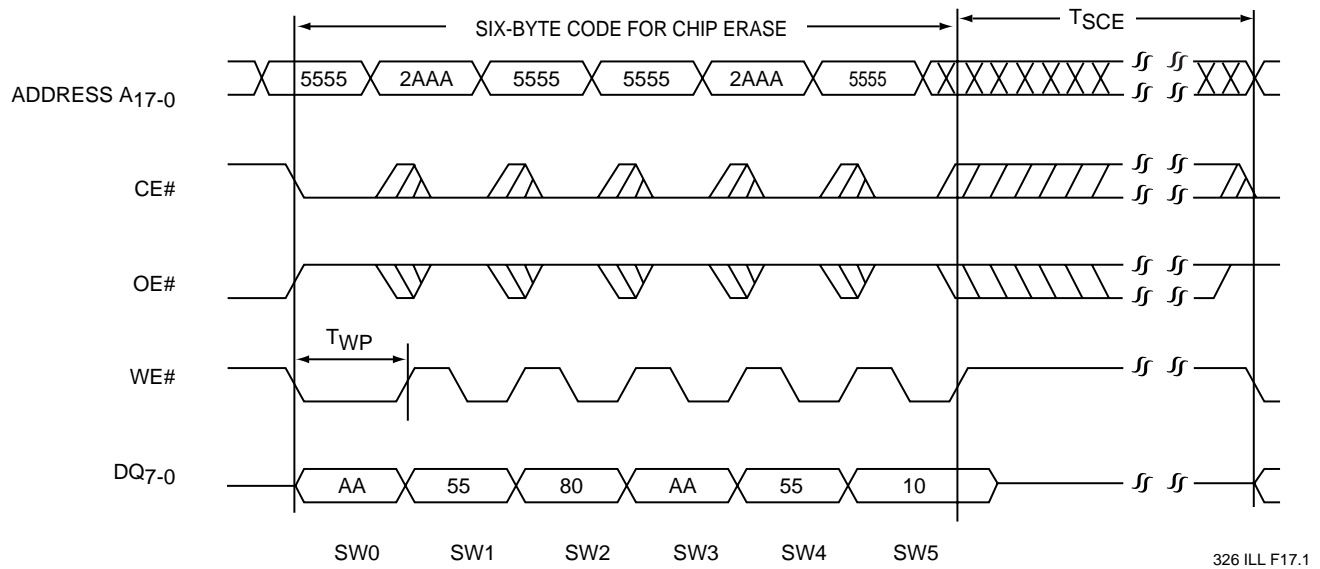 SIX-BYTE CODE FOR CHIP ERASE
TSCE
ADDRESS A17-0
5555 2AAA 5555 5555 2AAA 5555
CE#
OE#
TWP
WE#
DQ7-0
AA 55 80 AA 55 10
SW0 SW1 SW2 SW3 SW4 SW5
326 ILL F17.1